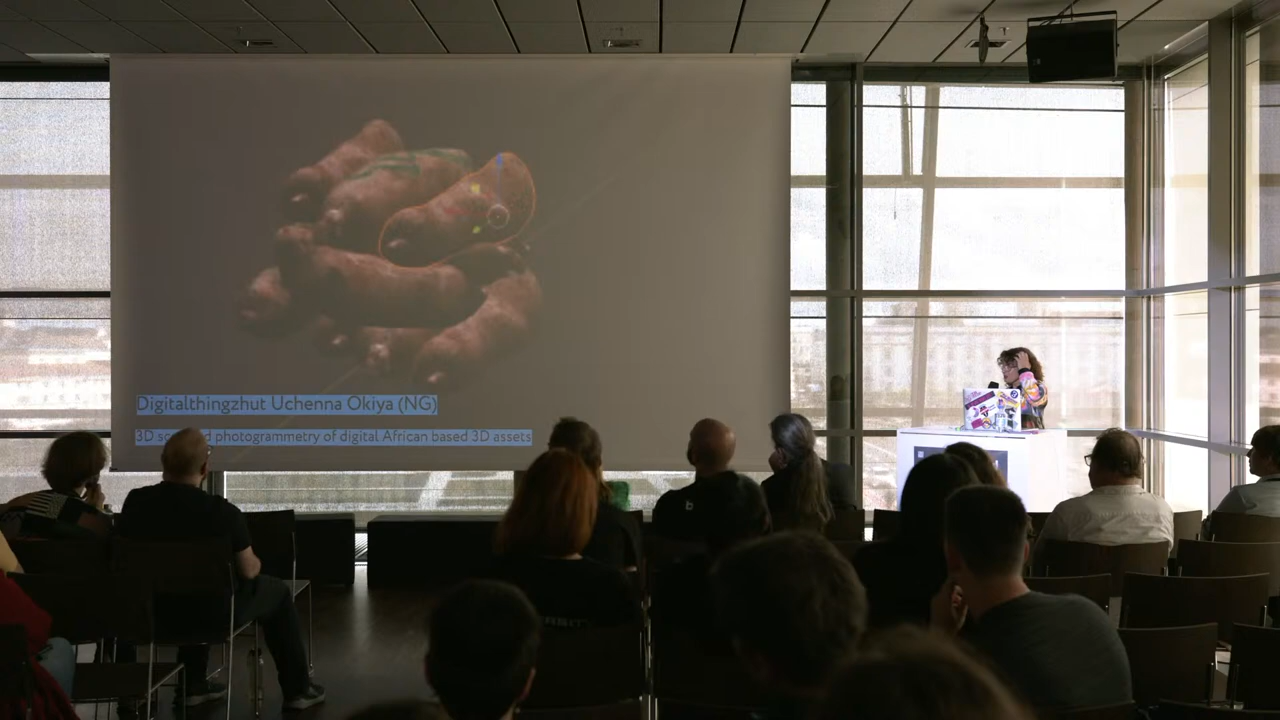 Digitalthingzhut Uchenna Okiya (NG)
3D photogrammetry of digital African based 3D assets
b